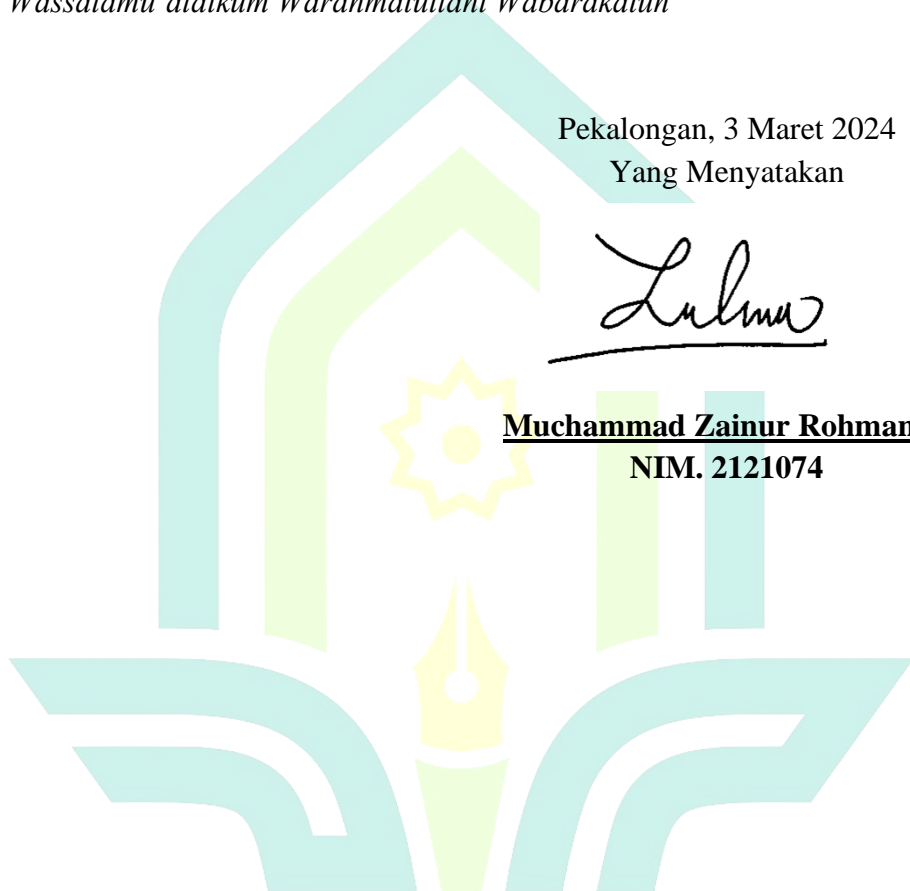 Wassalamu'alaikum Warahmatullahi Wabarakatuh
Pekalongan, 3 Maret 2024
Yang Menyatakan
Muchammad Zainur Rohman
NIM. 2121074